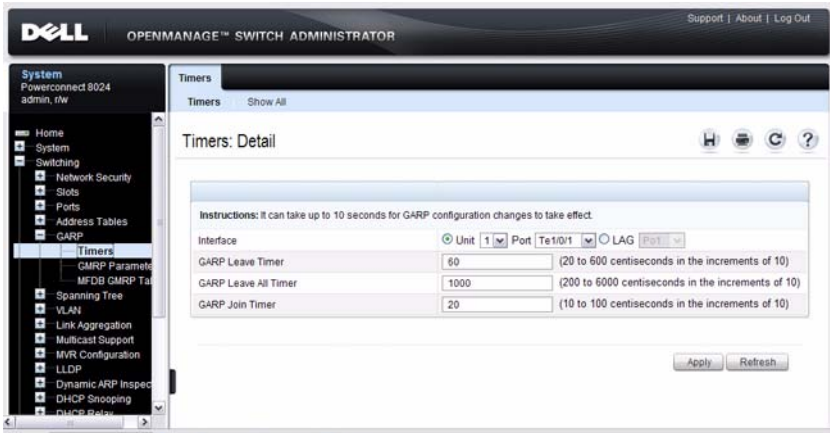 Support | About | Log Out
DELL
OPENMANAGE™ SWITCH ADMINISTRATOR
System
Powerconnect 8024
admin, r/w
Home
System
Switching
Network Security
Slots
Ports
Address Tables
GARP
Timers
GMRP Paramete
MFDB GMRP Tal
Spanning Tree
VLAN
Link Aggregation
Multicast Support
MVR Configuration
LLDP
Dynamic ARP Inspec
DHCP Snooping
DHCP Relay
Timers
Timers Show All
Timers: Detail
Instructions: It can take up to 10 seconds for GARP configuration changes to take effect.
Interface Unit 1 Port Te1/0/1 LAG Po1
GARP Leave Timer 60 (20 to 600 centiseconds in the increments of 10)
GARP Leave All Timer 1000 (200 to 6000 centiseconds in the increments of 10)
GARP Join Timer 20 (10 to 100 centiseconds in the increments of 10)
Apply Refresh